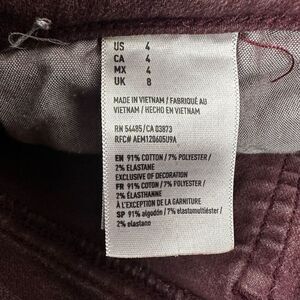 US 4
CA 4
MX 4
UK 8
MADE IN VIETNAM / FABRIQUÉ AU
VIETNAM / HECHO EN VIETNAM
RN 54485/CA 03873
RFC# AEM120605U9A
EN 91% COTTON / 7% POLYESTER /
2% ELASTANE
EXCLUSIVE OF DECORATION
FR 91% COTON / 7% POLYESTER /
2% ÉLASTHANNE
À L'EXCEPTION DE LA GARNITURE
SP 91% algodón / 7% elastomultiéster /
2% elastano